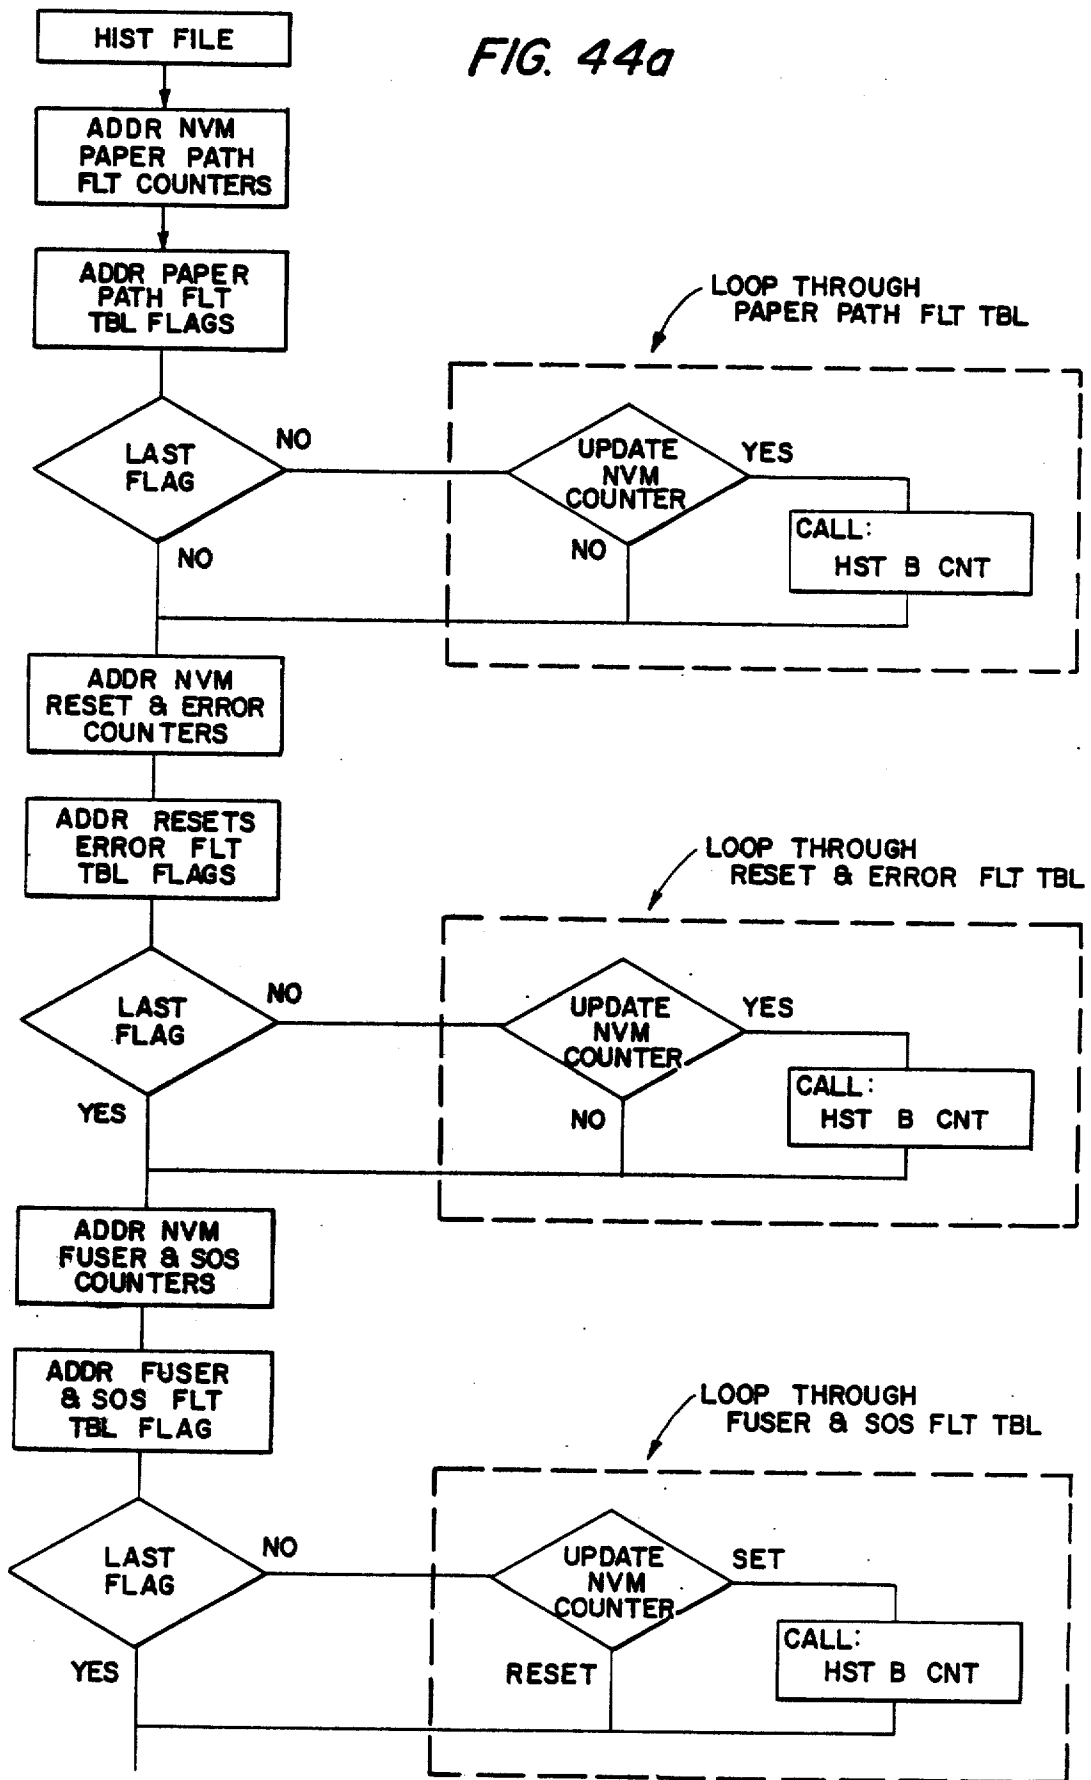 HIST FILE
FIG. 44a
ADDR NVM
PAPER PATH
FLT COUNTERS
ADDR PAPER
PATH FLT
TBL FLAGS
LOOP THROUGH
PAPER PATH FLT TBL
LAST
FLAG
NO
NO
UPDATE
NVM
COUNTER
YES
NO
CALL:
HST B CNT
ADDR NVM
RESET & ERROR
COUNTERS
ADDR RESETS
ERROR FLT
TBL FLAGS
LOOP THROUGH
RESET & ERROR FLT TBL
LAST
FLAG
NO
YES
UPDATE
NVM
COUNTER
YES
NO
CALL:
HST B CNT
ADDR NVM
FUSER & SOS
COUNTERS
ADDR FUSER
& SOS FLT
TBL FLAG
LOOP THROUGH
FUSER & SOS FLT TBL
LAST
FLAG
NO
YES
UPDATE
NVM
COUNTER
SET
RESET
CALL:
HST B CNT